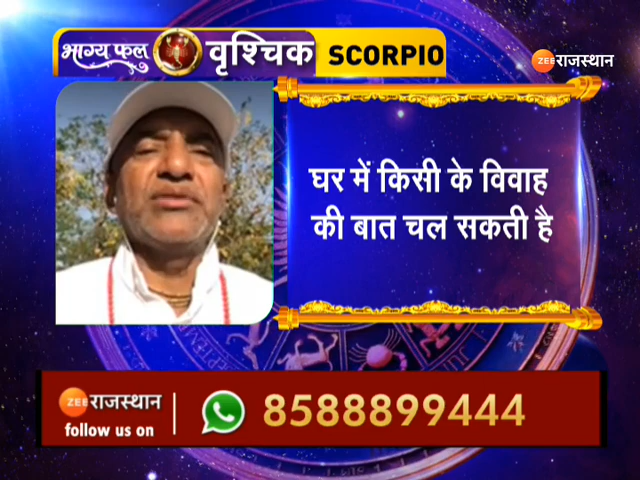 भाग्य फल वृश्चिक SCORPIO
ZEE राजस्थान
घर में किसी के विवाह
की बात चल सकती है
ZEE राजस्थान
follow us on
8588899444